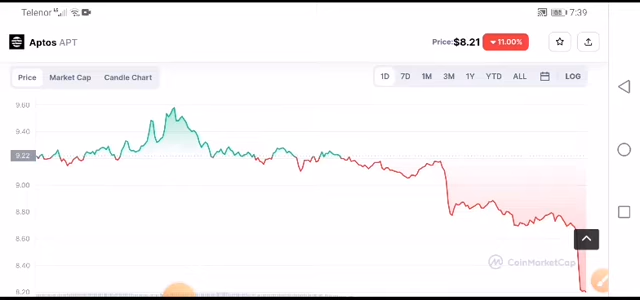 Telenor 7:39
Aptos APT Price:$8.21 ▼11.00%
Price Market Cap Candle Chart 1D 7D 1M 3M 1Y YTD ALL LOG
9.60
9.40
9.22
9.00
8.80
8.60
8.40
8.20
CoinMarketCap